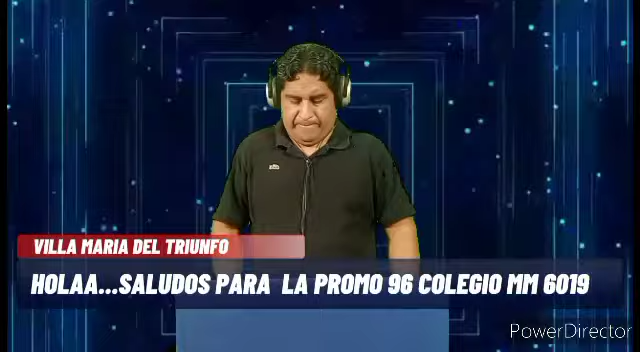 VILLA MARIA DEL TRIUNFO
HOLAA...SALUDOS PARA LA PROMO 96 COLEGIO MM 6019
PowerDirector